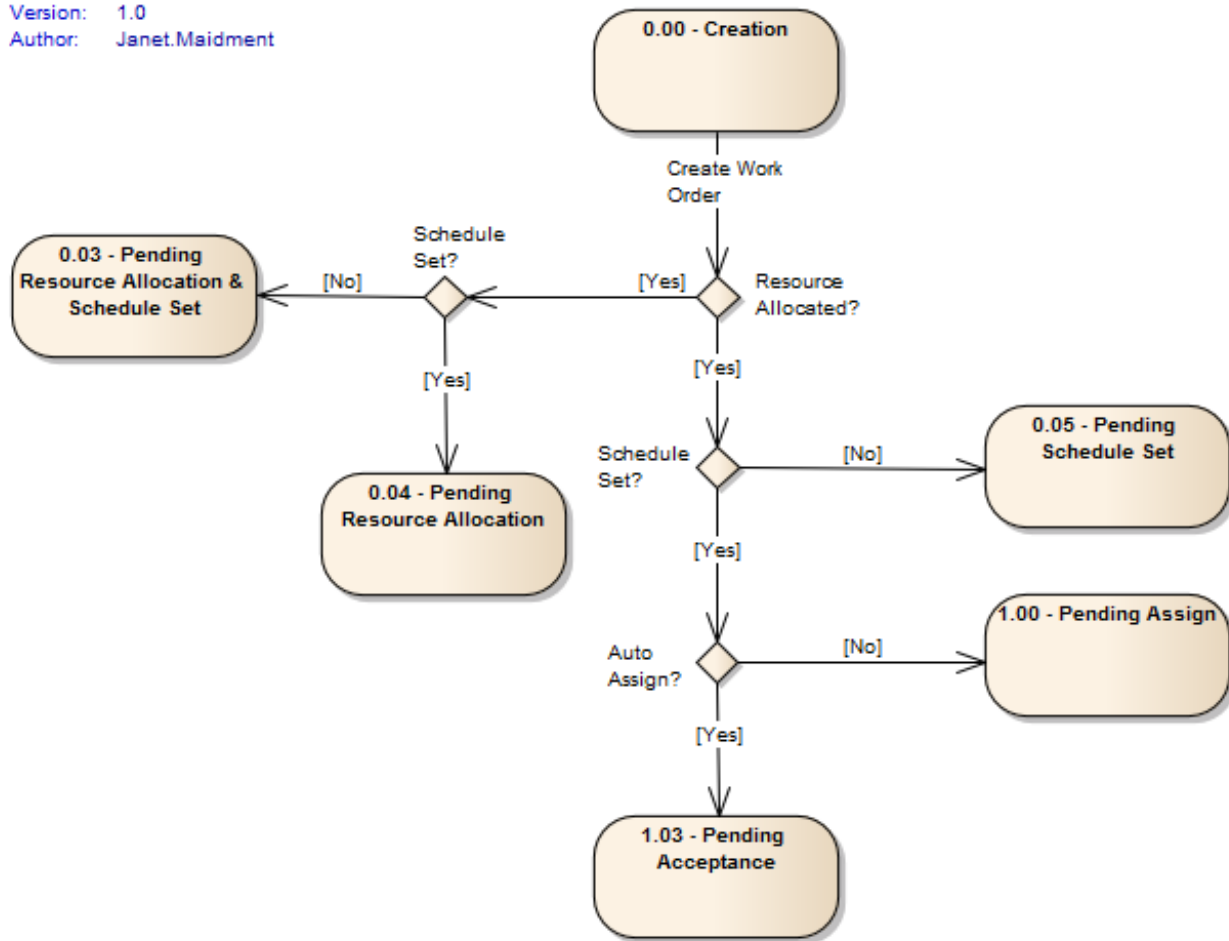 Version: 1.0
Author: Janet.Maidment
0.00 - Creation
Create Work
Order
Resource
Allocated?
[Yes]
Schedule
Set?
[No]
0.03 - Pending
Resource Allocation &
Schedule Set
[Yes]
0.04 - Pending
Resource Allocation
[Yes]
Schedule
Set?
[No]
0.05 - Pending
Schedule Set
[Yes]
Auto
Assign?
[No]
1.00 - Pending Assign
[Yes]
1.03 - Pending
Acceptance